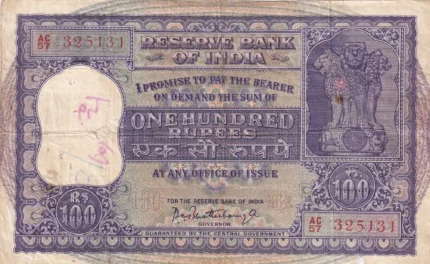 AC/57 325131
RESERVE BANK
OF INDIA
I PROMISE TO PAY THE BEARER
ON DEMAND THE SUM OF
ONE HUNDRED
RUPEES
एक सौ रुपये
AT ANY OFFICE OF ISSUE
FOR THE RESERVE BANK OF INDIA
GOVERNOR.
RS 100
100
AC/57 325131
GUARANTEED BY THE CENTRAL GOVERNMENT